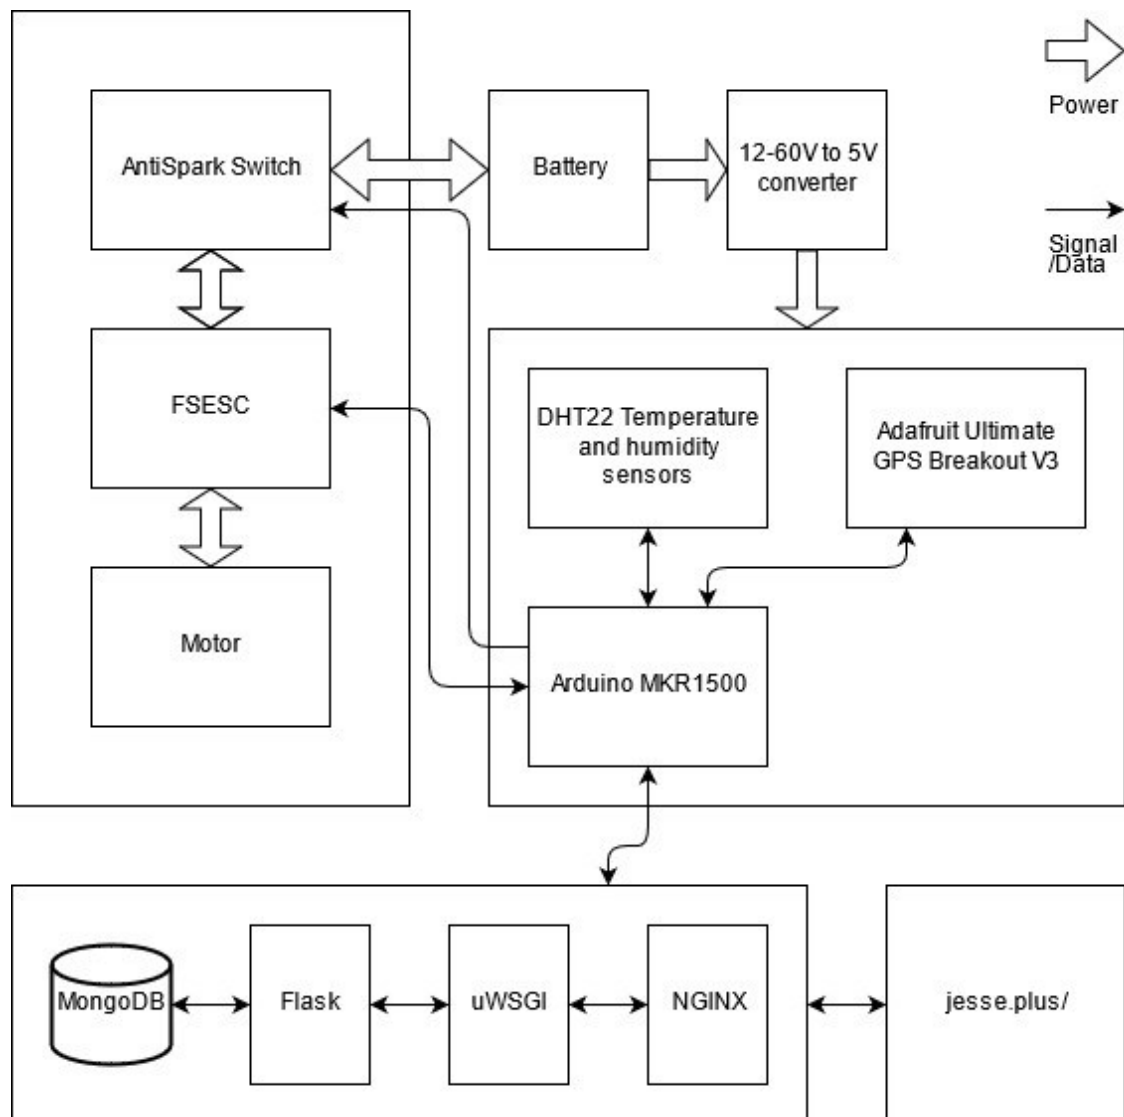 AntiSpark Switch
Battery
12-60V to 5V
converter
Power
Signal
/Data
FSESC
DHT22 Temperature
and humidity
sensors
Adafruit Ultimate
GPS Breakout V3
Motor
Arduino MKR1500
MongoDB
Flask
uWSGI
NGINX
jesse.plus/